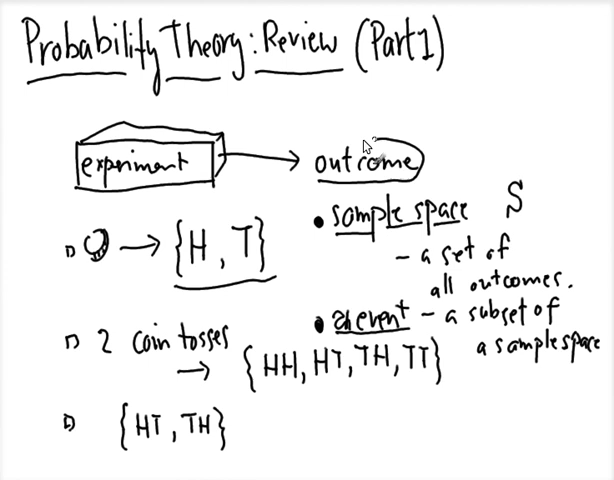 Probability Theory: Review (Part 1)
experiment → outcome
• sample space S
- a set of all outcomes.
→ {H, T}
• an event - a subset of a sample space
2 coin tosses
→ {HH, HT, TH, TT}
{HT, TH}